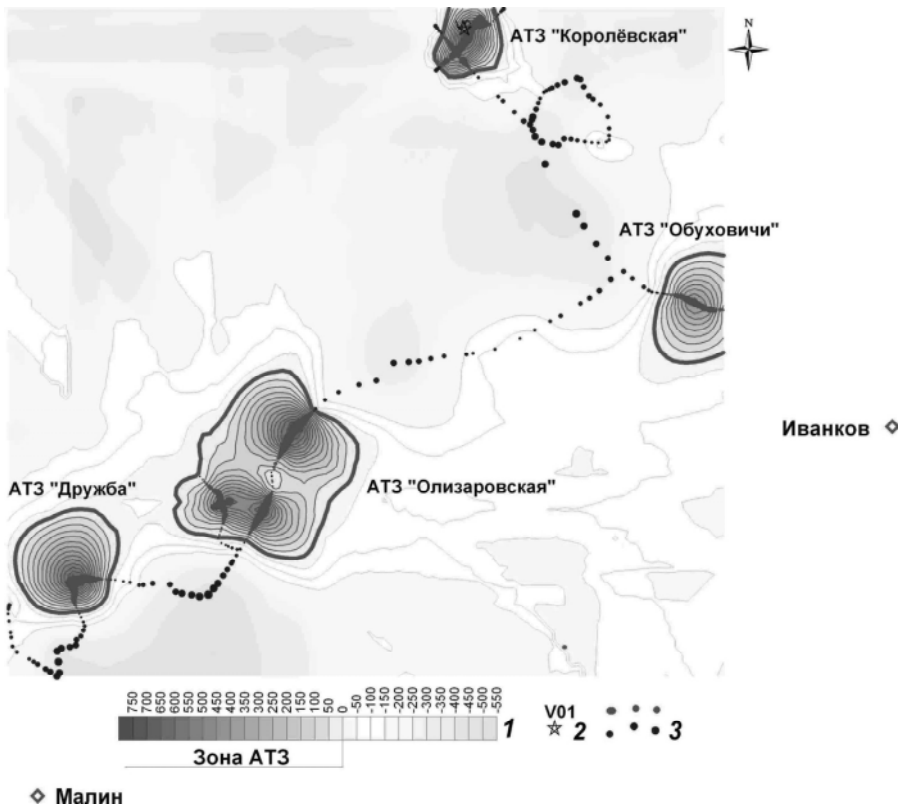 АТЗ "Королёвская"
N
АТЗ "Обуховичи"
Иванков
АТЗ "Дружба"
АТЗ "Олизаровская"
750 700 650 600 550 500 450 400 350 300 250 200 150 100 50 0 -50 -100 -150 -200 -250 -300 -350 -400 -450 -500 -550
1
V01
2
3
Зона АТЗ
Малин